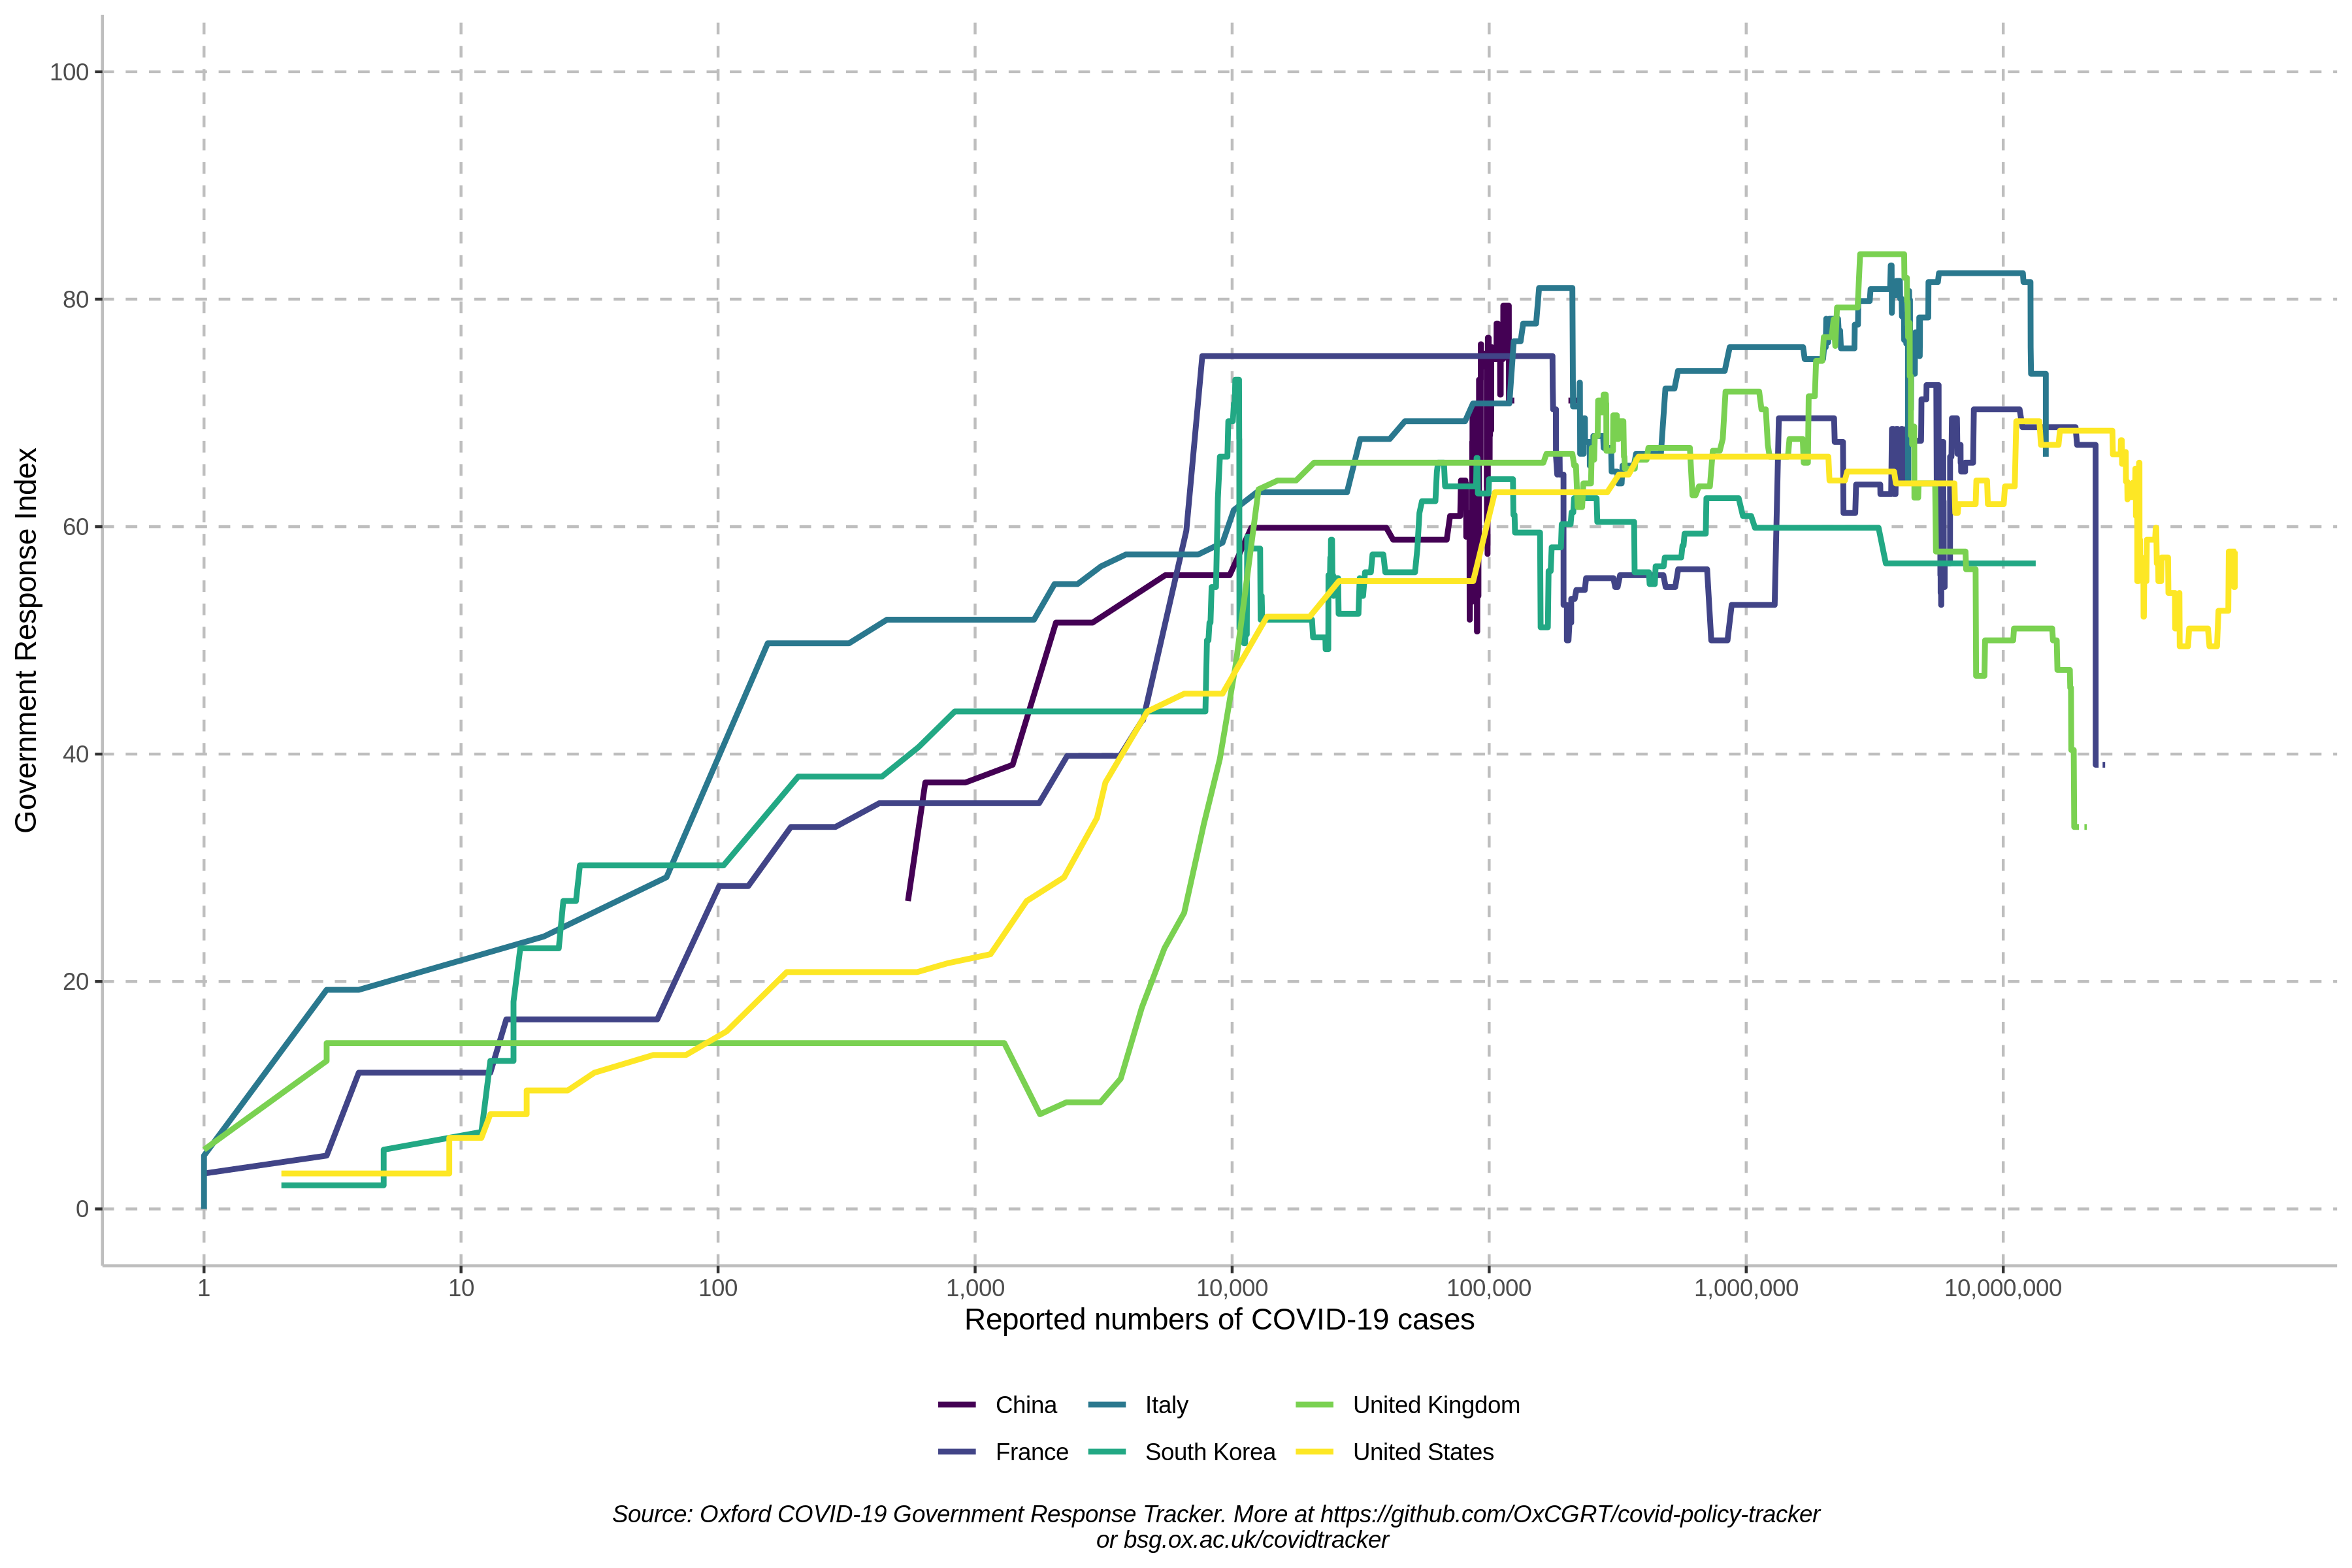 100
80
60
40
20
0
Government Response Index
1 10 100 1,000 10,000 100,000 1,000,000 10,000,000
Reported numbers of COVID-19 cases
China Italy United Kingdom
France South Korea United States
Source: Oxford COVID-19 Government Response Tracker. More at https://github.com/OxCGRT/covid-policy-tracker
or bsg.ox.ac.uk/covidtracker